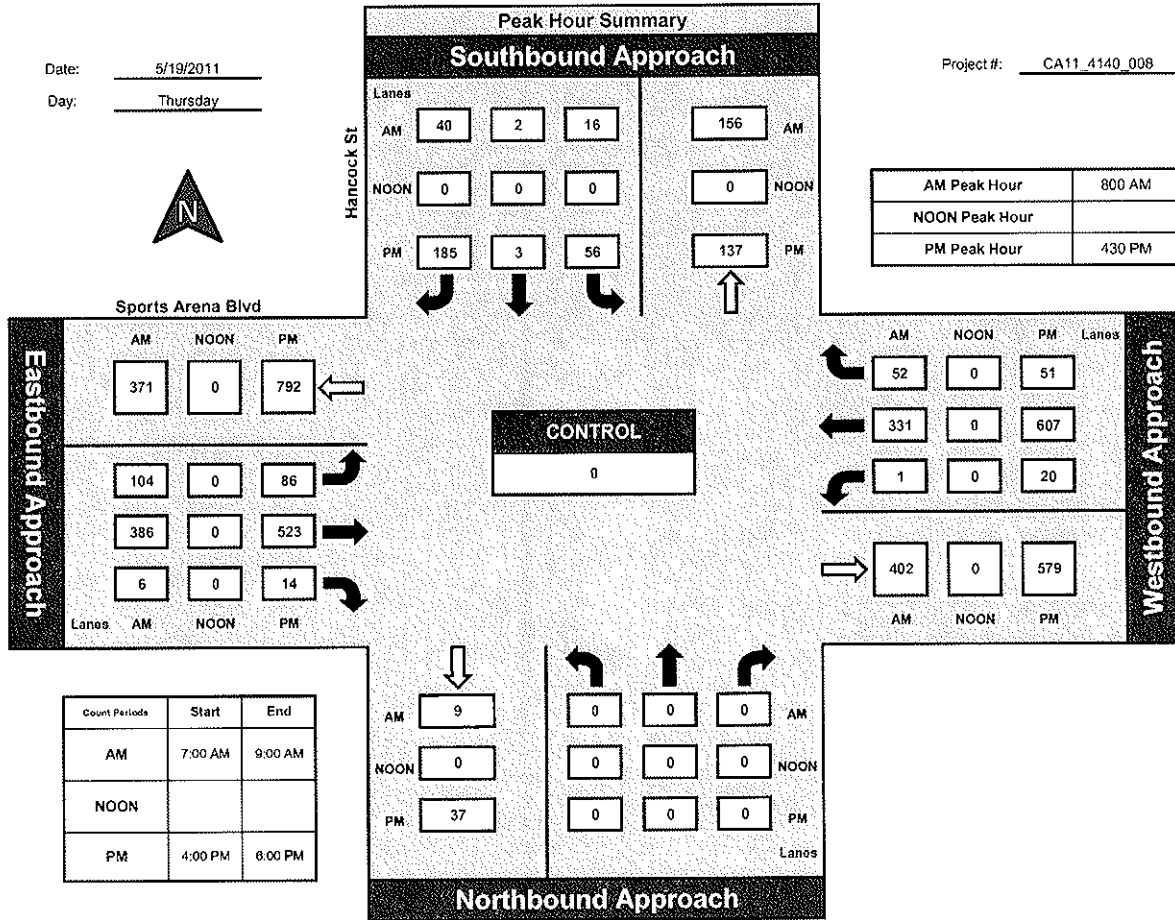 Peak Hour Summary
Southbound Approach
Date: 5/19/2011
Day: Thursday
Project #: CA11_4140_008
N
Hancock St
Lanes
AM 40 2 16 156 AM
NOON 0 0 0 0 NOON
PM 185 3 56 137 PM
AM Peak Hour 800 AM
NOON Peak Hour
PM Peak Hour 430 PM
Sports Arena Blvd
Eastbound Approach
AM NOON PM
371 0 792
104 0 86
386 0 523
6 0 14
Lanes AM NOON PM
CONTROL
0
AM NOON PM Lanes
52 0 51
331 0 607
1 0 20
402 0 579
AM NOON PM
Westbound Approach
AM 9 0 0 0 AM
NOON 0 0 0 0 NOON
PM 37 0 0 0 PM
Lanes
Northbound Approach
Count Periods Start End
AM 7:00 AM 9:00 AM
NOON
PM 4:00 PM 6:00 PM